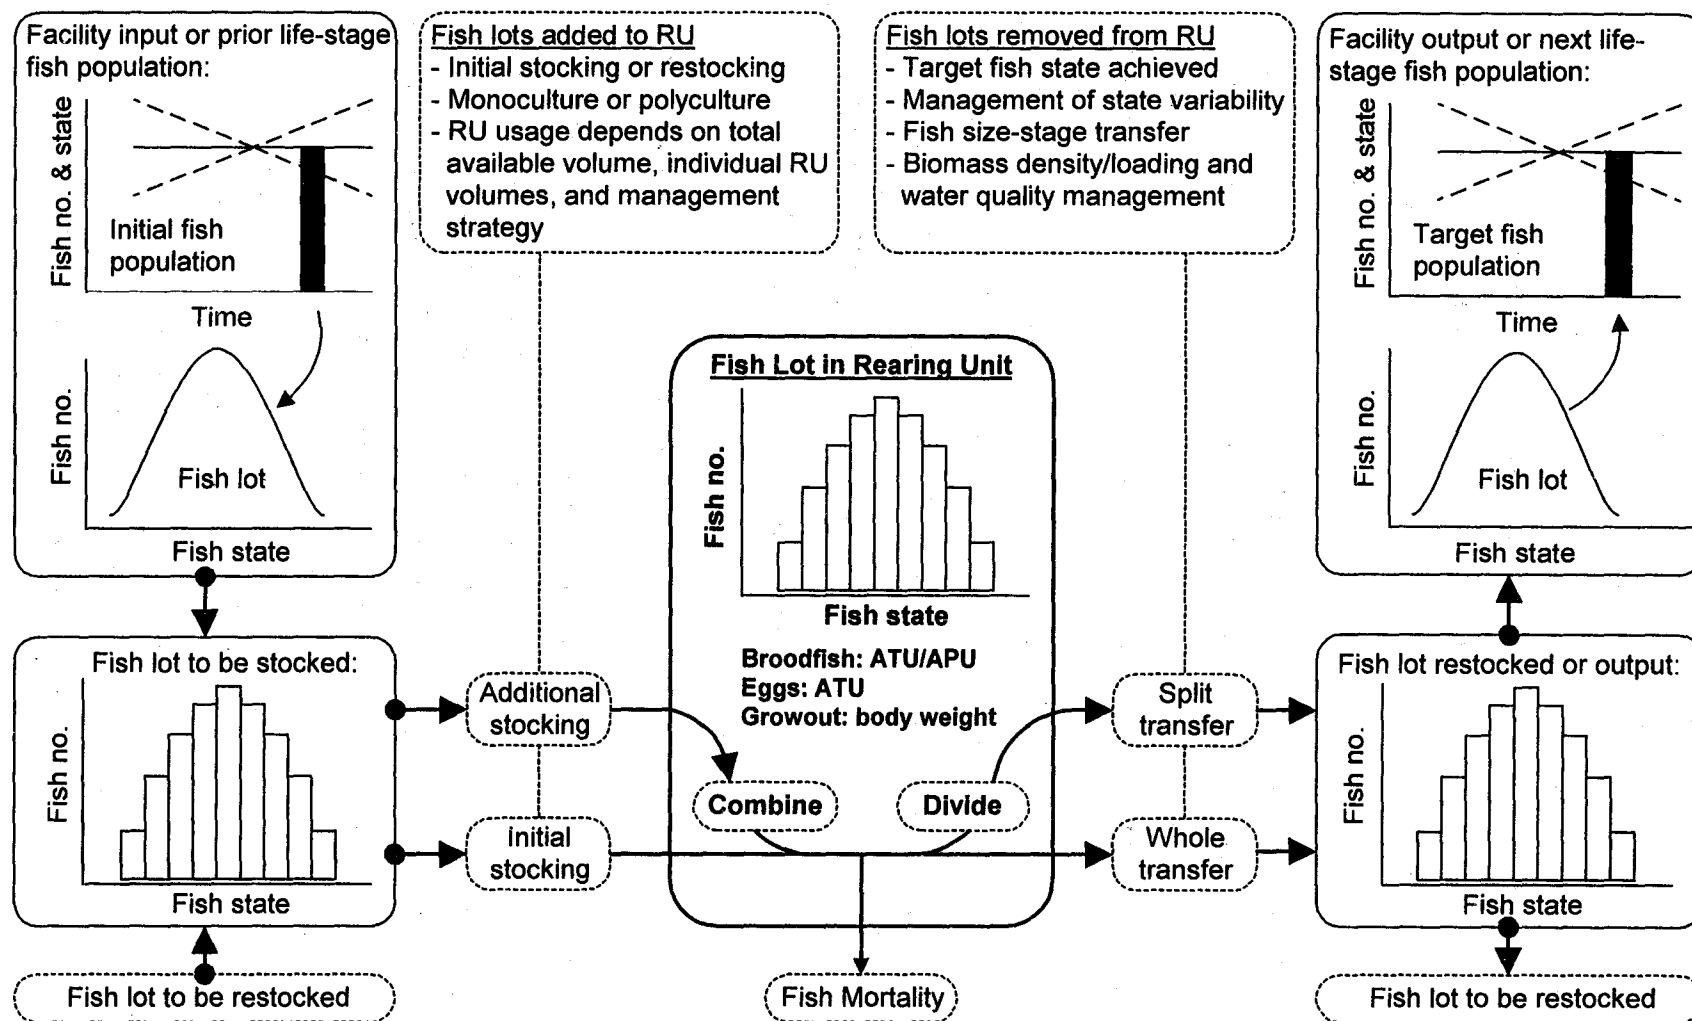 Facility input or prior life-stage
fish population:
Fish no. & state
Initial fish
population
Time
Fish no.
Fish lot
Fish state
Fish lots added to RU
- Initial stocking or restocking
- Monoculture or polyculture
- RU usage depends on total
available volume, individual RU
volumes, and management
strategy
Fish lots removed from RU
- Target fish state achieved
- Management of state variability
- Fish size-stage transfer
- Biomass density/loading and
water quality management
Facility output or next life-
stage fish population:
Fish no. & state
Target fish
population
Time
Fish no.
Fish lot
Fish state
Fish Lot in Rearing Unit
Fish no.
Fish state
Broodfish: ATU/APU
Eggs: ATU
Growout: body weight
Combine
Divide
Fish lot to be stocked:
Fish no.
Fish state
Additional
stocking
Initial
stocking
Split
transfer
Whole
transfer
Fish lot restocked or output:
Fish no.
Fish state
Fish lot to be restocked
Fish Mortality
Fish lot to be restocked